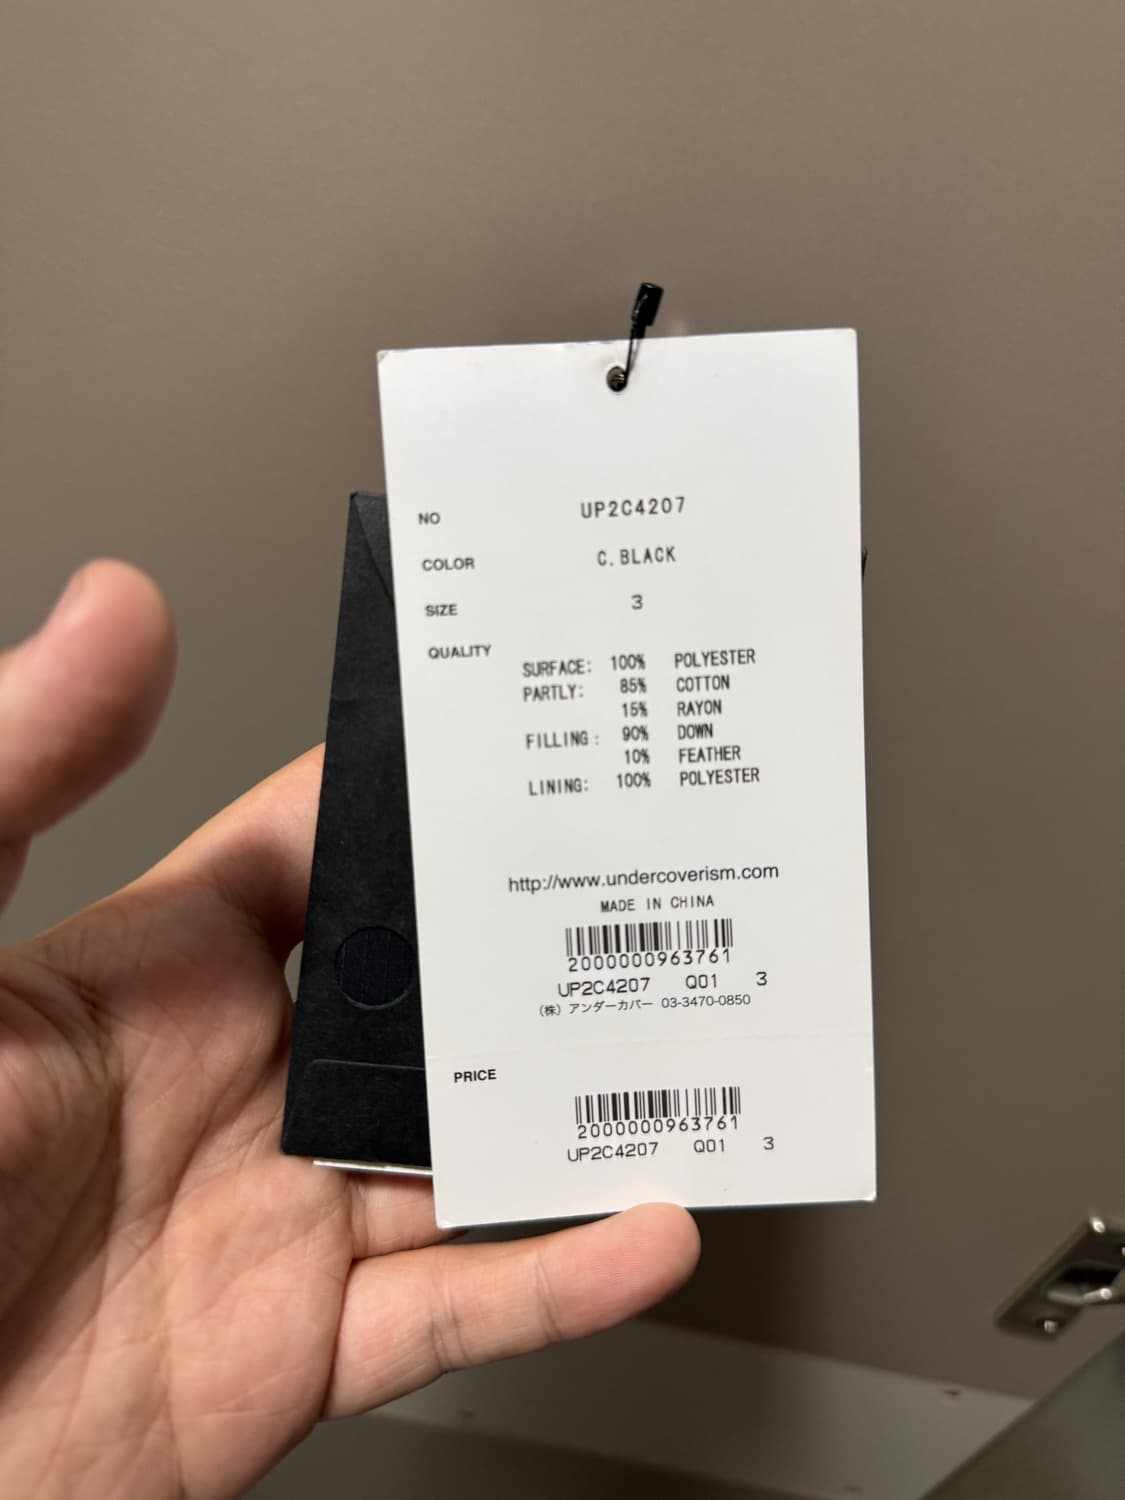 NO UP2C4207
COLOR C.BLACK
SIZE 3
QUALITY
SURFACE: 100% POLYESTER
PARTLY: 85% COTTON
15% RAYON
FILLING: 90% DOWN
10% FEATHER
LINING: 100% POLYESTER
http://www.undercoverism.com
MADE IN CHINA
2000000963761
UP2C4207 Q01 3
(株) アンダーカバー 03-3470-0850
PRICE
2000000963761
UP2C4207 Q01 3